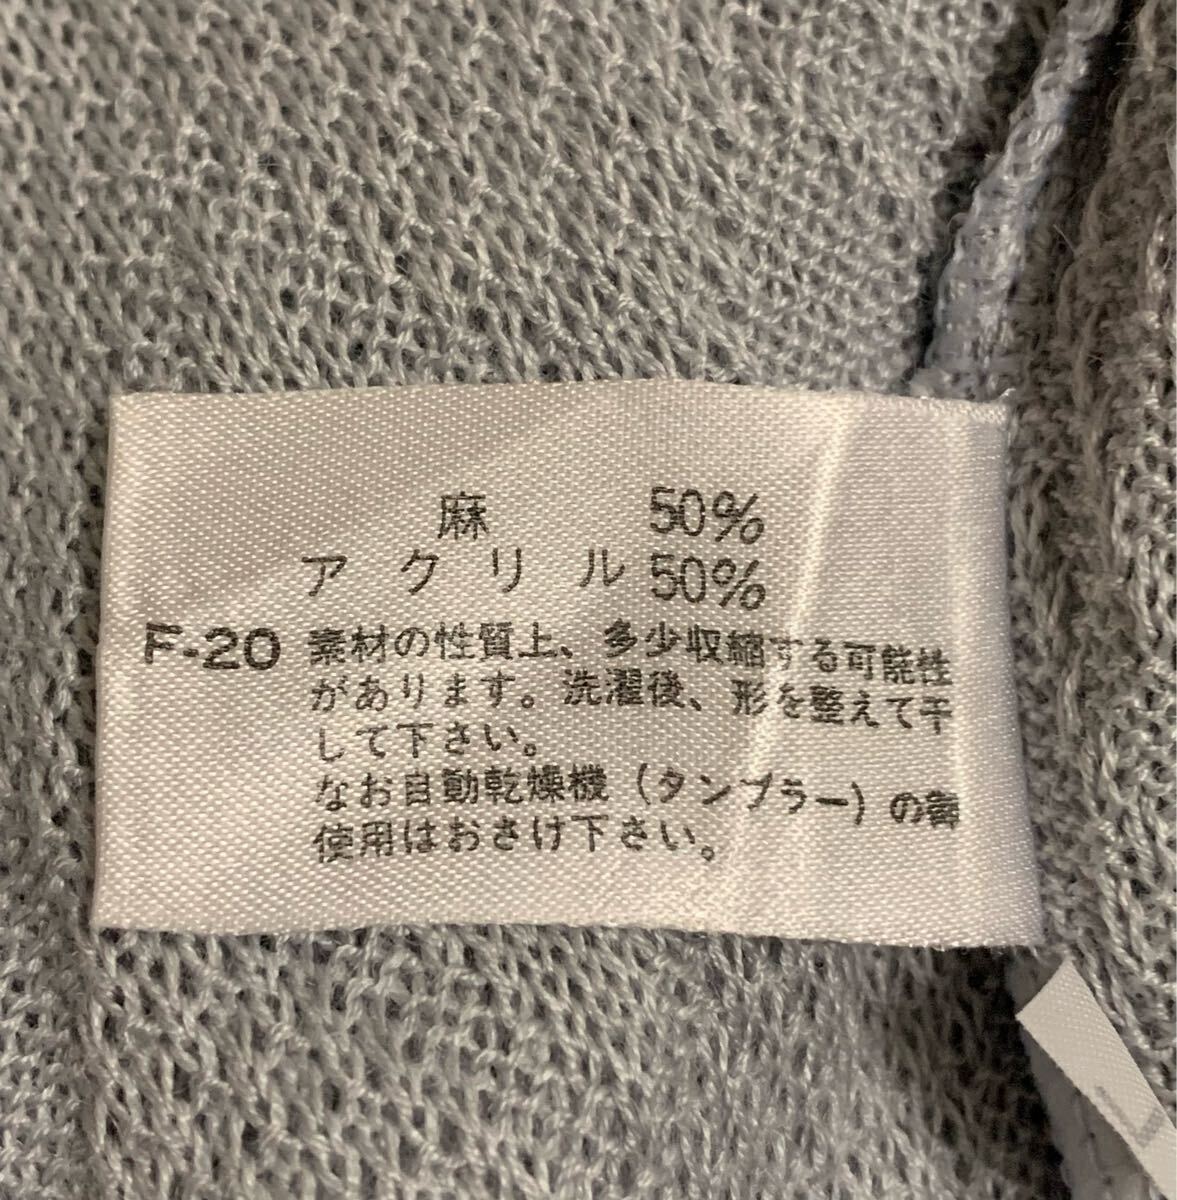 麻 50%
アクリル 50%
F-20 素材の性質上、多少収縮する可能性
があります。洗濯後、形を整えて干
して下さい。
なお自動乾燥機(タンブラー)の御
使用はおさけ下さい。